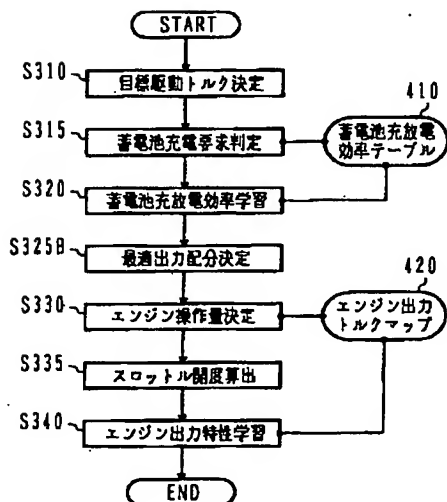 START
S310
目標駆動トルク決定
410
S315
蓄電池充電要求判定
蓄電池充放電
効率テーブル
S320
蓄電池充放電効率学習
S325B
最適出力配分決定
420
S330
エンジン操作量決定
エンジン出力
トルクマップ
S335
スロットル開度算出
S340
エンジン出力特性学習
END